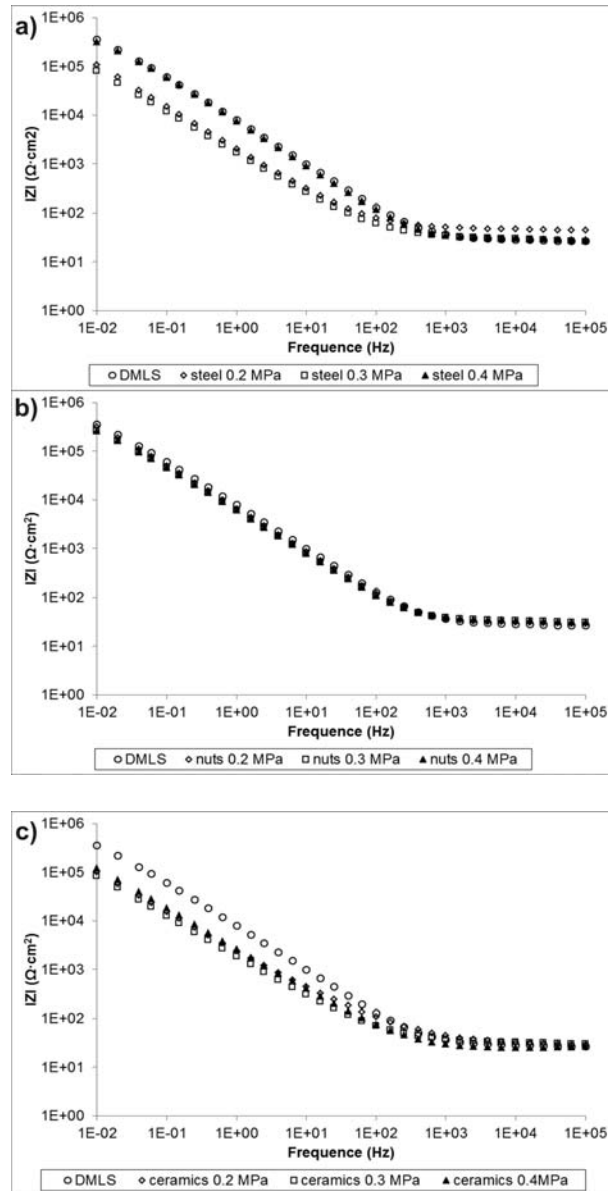 a)
1E+06
1E+05
1E+04
1E+03
1E+02
1E+01
1E+00
IZI (Ω·cm2)
1E-02 1E-01 1E+00 1E+01 1E+02 1E+03 1E+04 1E+05
Frequence (Hz)
DMLS steel 0.2 MPa steel 0.3 MPa steel 0.4 MPa
b)
1E+06
1E+05
1E+04
1E+03
1E+02
1E+01
1E+00
IZI (Ω·cm²)
1E-02 1E-01 1E+00 1E+01 1E+02 1E+03 1E+04 1E+05
Frequence (Hz)
DMLS nuts 0.2 MPa nuts 0.3 MPa nuts 0.4 MPa
c)
1E+06
1E+05
1E+04
1E+03
1E+02
1E+01
1E+00
IZI (Ω·cm²)
1E-02 1E-01 1E+00 1E+01 1E+02 1E+03 1E+04 1E+05
Frequence (Hz)
DMLS ceramics 0.2 MPa ceramics 0.3 MPa ceramics 0.4MPa